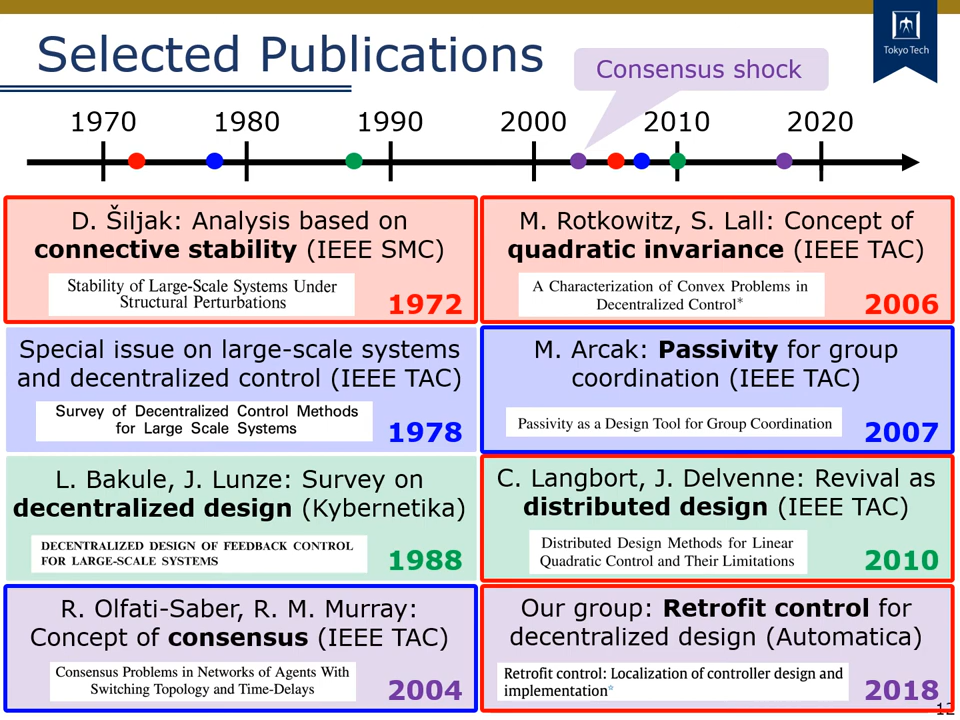 Selected Publications
Tokyo Tech
Consensus shock
1970 1980 1990 2000 2010 2020
D. Šiljak: Analysis based on
connective stability (IEEE SMC)
Stability of Large-Scale Systems Under
Structural Perturbations
1972
M. Rotkowitz, S. Lall: Concept of
quadratic invariance (IEEE TAC)
A Characterization of Convex Problems in
Decentralized Control*
2006
Special issue on large-scale systems
and decentralized control (IEEE TAC)
Survey of Decentralized Control Methods
for Large Scale Systems
1978
M. Arcak: Passivity for group
coordination (IEEE TAC)
Passivity as a Design Tool for Group Coordination
2007
L. Bakule, J. Lunze: Survey on
decentralized design (Kybernetika)
DECENTRALIZED DESIGN OF FEEDBACK CONTROL
FOR LARGE-SCALE SYSTEMS
1988
C. Langbort, J. Delvenne: Revival as
distributed design (IEEE TAC)
Distributed Design Methods for Linear
Quadratic Control and Their Limitations
2010
R. Olfati-Saber, R. M. Murray:
Concept of consensus (IEEE TAC)
Consensus Problems in Networks of Agents With
Switching Topology and Time-Delays
2004
Our group: Retrofit control for
decentralized design (Automatica)
Retrofit control: Localization of controller design and
implementation☆
2018